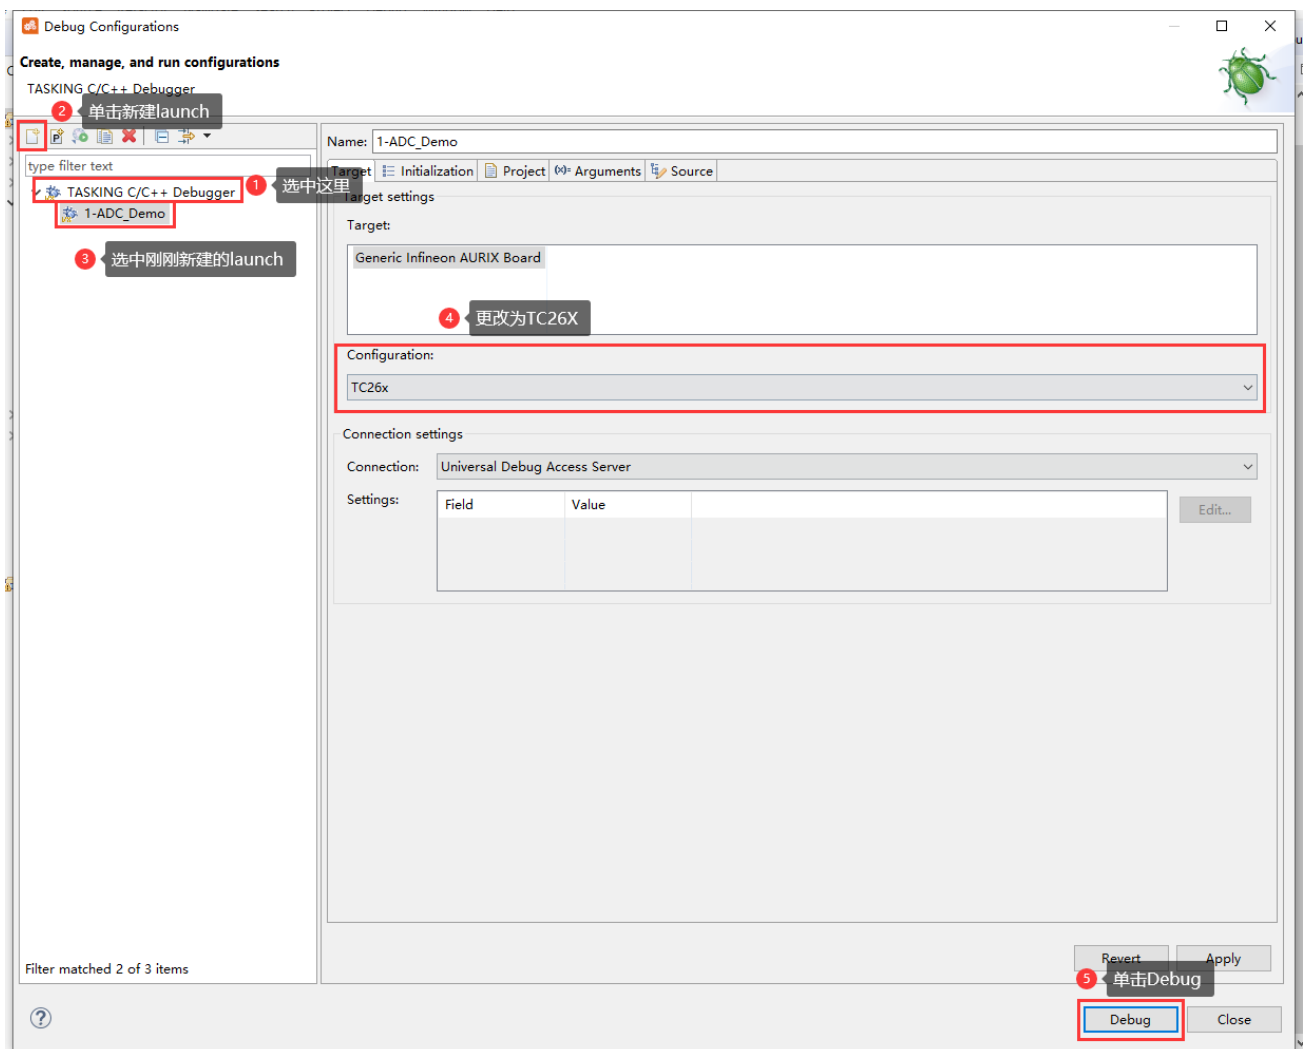 Debug Configurations
Create, manage, and run configurations
TASKING C/C++ Debugger
2 单击新建launch
type filter text
TASKING C/C++ Debugger
1 选中这里
1-ADC_Demo
3 选中刚刚新建的launch
Filter matched 2 of 3 items
Name: 1-ADC_Demo
Target Initialization Project (x)= Arguments Source
Target settings
Target:
Generic Infineon AURIX Board
4 更改为TC26X
Configuration:
TC26x
Connection settings
Connection: Universal Debug Access Server
Settings: Field Value
Edit...
Revert Apply
5 单击Debug
Debug Close